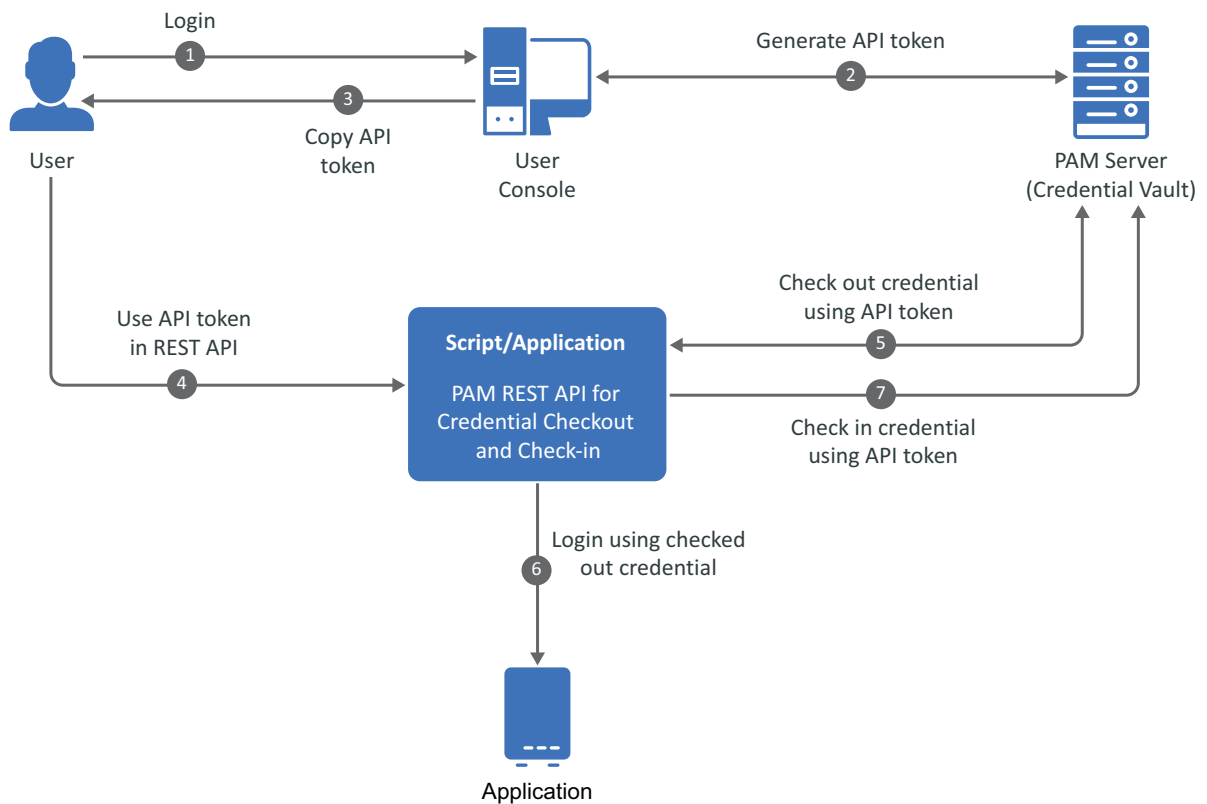 Login
1
Generate API token
2
3
Copy API
token
User
User
Console
PAM Server
(Credential Vault)
Check out credential
using API token
5
Use API token
in REST API
4
Script/Application
PAM REST API for
Credential Checkout
and Check-in
7
Check in credential
using API token
Login using checked
out credential
6
Application